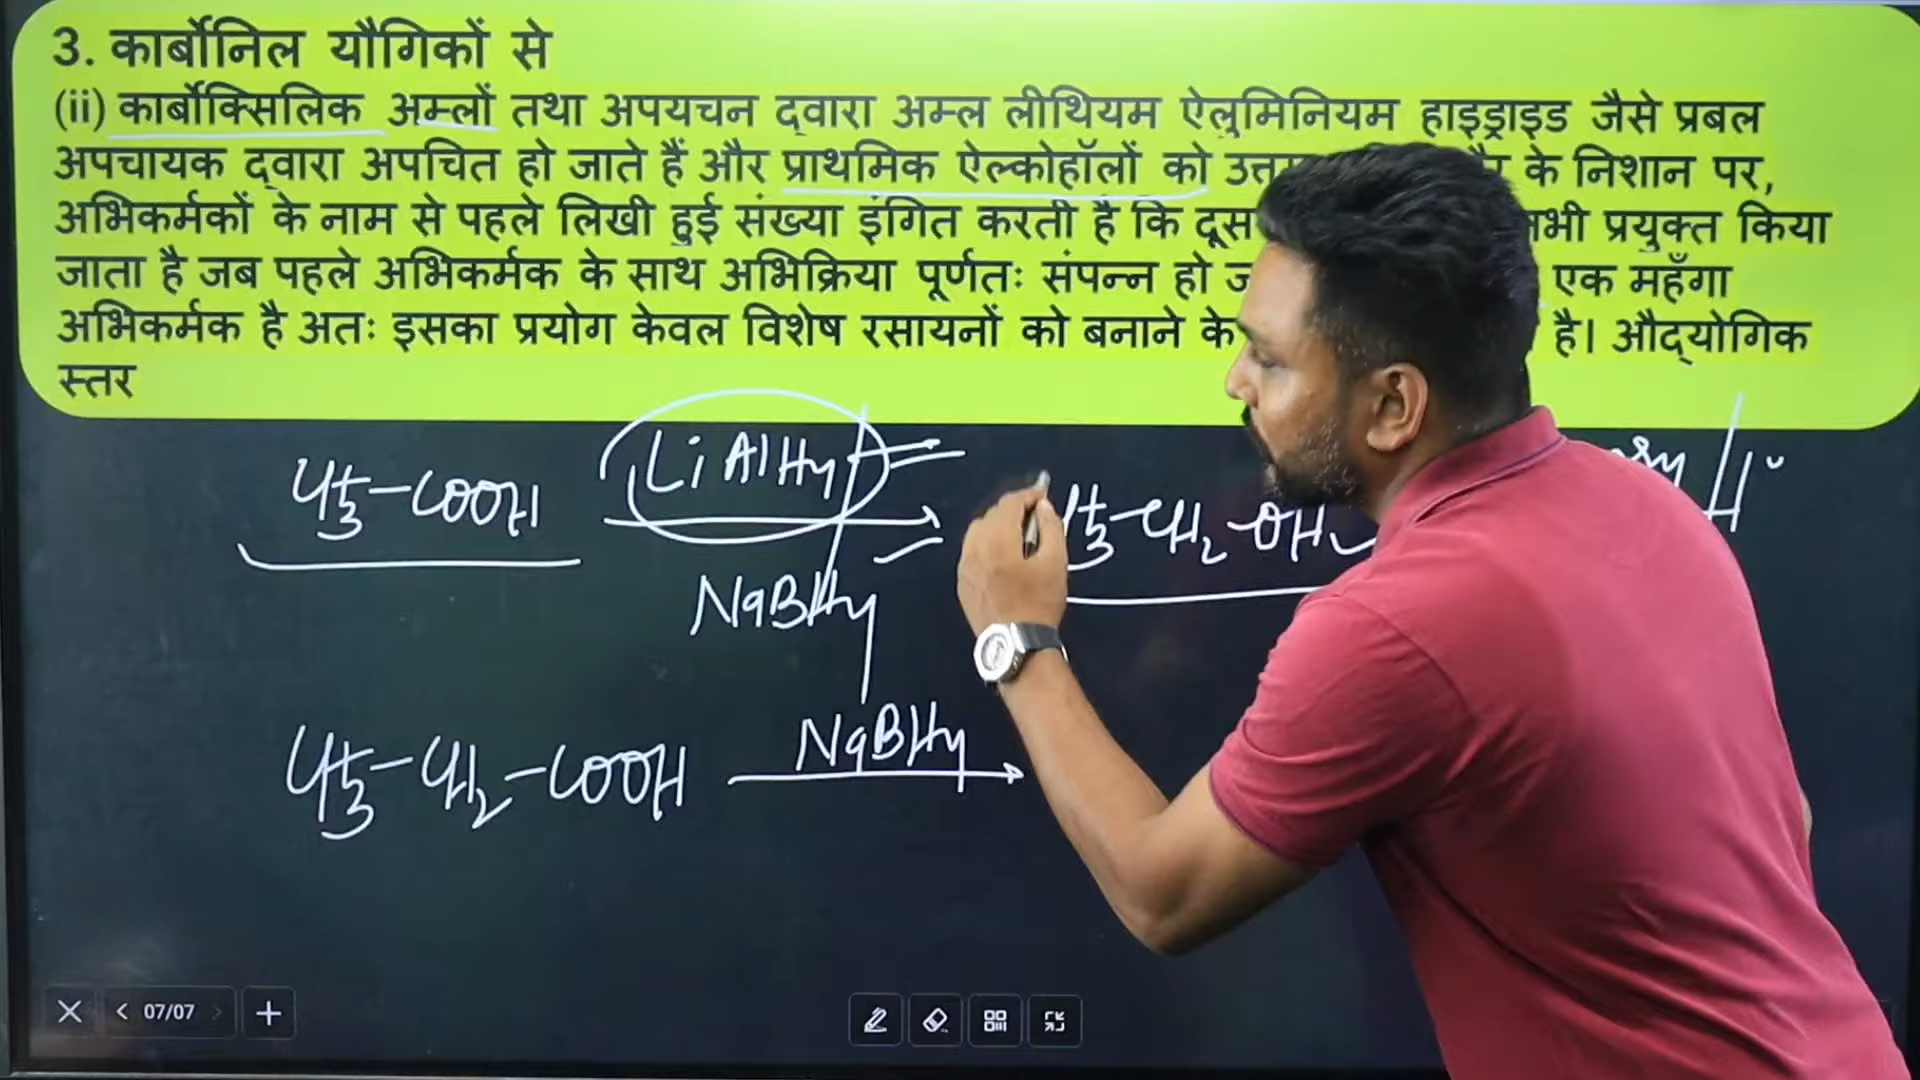 3. कार्बोनिल यौगिकों से
(ii) कार्बोक्सिलिक अम्लों तथा अपयचन द्वारा अम्ल लीथियम ऐलुमिनियम हाइड्राइड जैसे प्रबल
अपचायक द्वारा अपचित हो जाते हैं और प्राथमिक ऐल्कोहॉलों को के निशान पर,
अभिकर्मकों के नाम से पहले लिखी हुई संख्या इंगित करती है कि प्रयुक्त किया
जाता है जब पहले अभिकर्मक के साथ अभिक्रिया पूर्णतः संपन्न हो एक महँगा
अभिकर्मक है अतः इसका प्रयोग केवल विशेष रसायनों को बनाने के है। औद्योगिक
स्तर
CH3-COOH LiAlH4 CH3-CH2-OH
NaBH4
CH3-CH2-COOH NaBH4
07/07